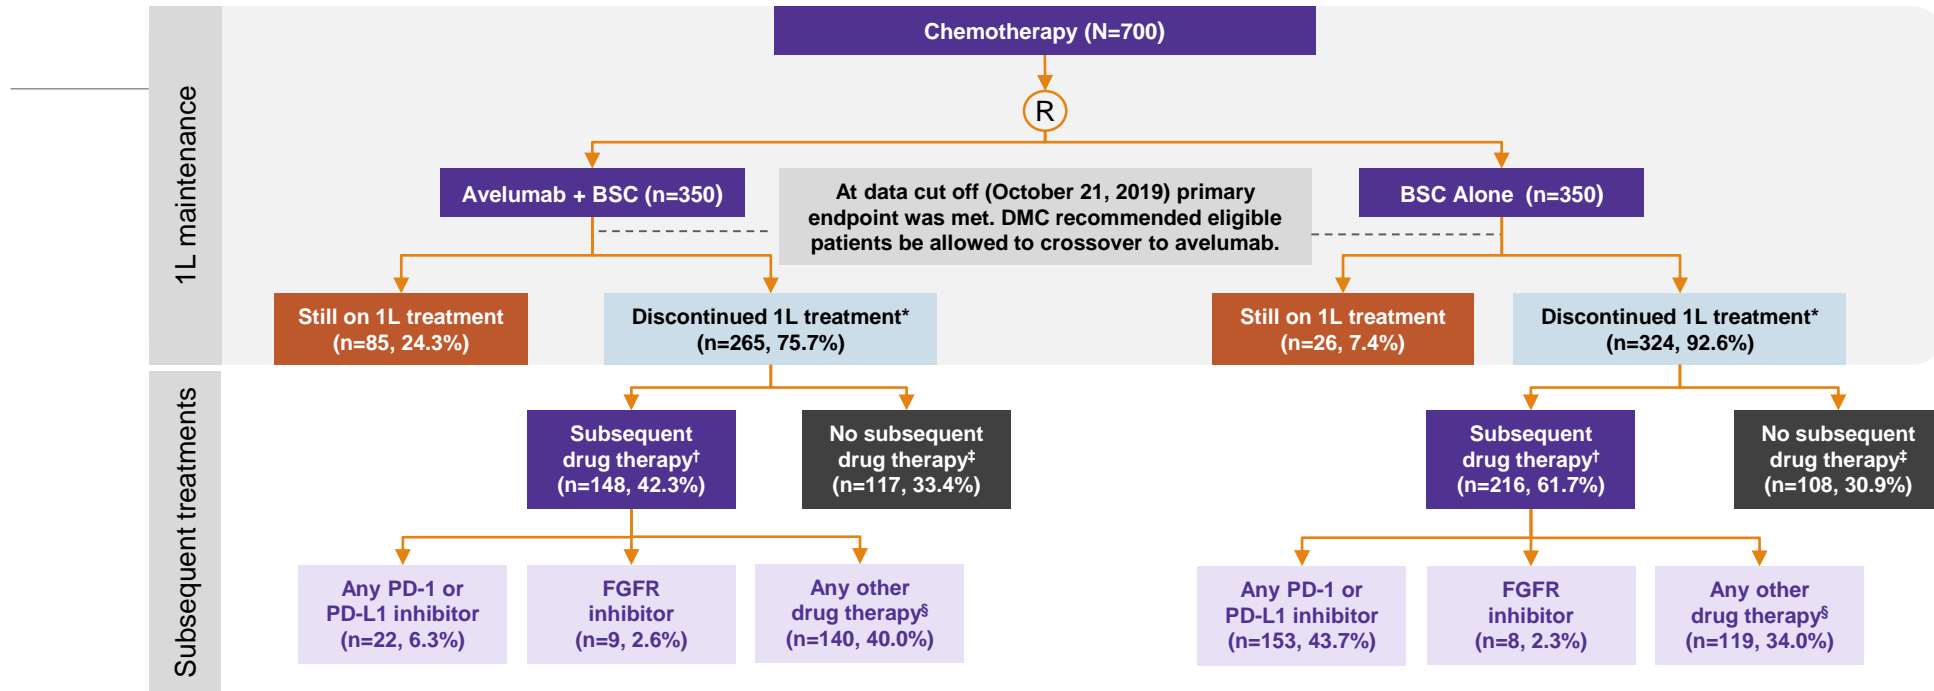 Chemotherapy (N=700)
R
1L maintenance
Avelumab + BSC (n=350)
At data cut off (October 21, 2019) primary
endpoint was met. DMC recommended eligible
patients be allowed to crossover to avelumab.
BSC Alone (n=350)
Still on 1L treatment
(n=85, 24.3%)
Discontinued 1L treatment*
(n=265, 75.7%)
Still on 1L treatment
(n=26, 7.4%)
Discontinued 1L treatment*
(n=324, 92.6%)
Subsequent treatments
Subsequent
drug therapy†
(n=148, 42.3%)
No subsequent
drug therapy‡
(n=117, 33.4%)
Subsequent
drug therapy†
(n=216, 61.7%)
No subsequent
drug therapy‡
(n=108, 30.9%)
Any PD-1 or
PD-L1 inhibitor
(n=22, 6.3%)
FGFR
inhibitor
(n=9, 2.6%)
Any other
drug therapy§
(n=140, 40.0%)
Any PD-1 or
PD-L1 inhibitor
(n=153, 43.7%)
FGFR
inhibitor
(n=8, 2.3%)
Any other
drug therapy§
(n=119, 34.0%)